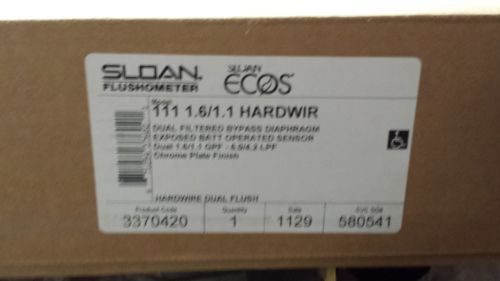 SLOAN.
FLUSHOMETER
SLOAN
ECOS
Model
111 1.6/1.1 HARDWIR
DUAL FILTERED BYPASS DIAPHRAGM
EXPOSED BATT OPERATED SENSOR
Dual 1.6/1.1 GPF - 6.0/4.2 LPF
Chrome Plate Finish
HARDWIRE DUAL FLUSH
Product Code
Quantity
Date
3370420
1
1129
580541